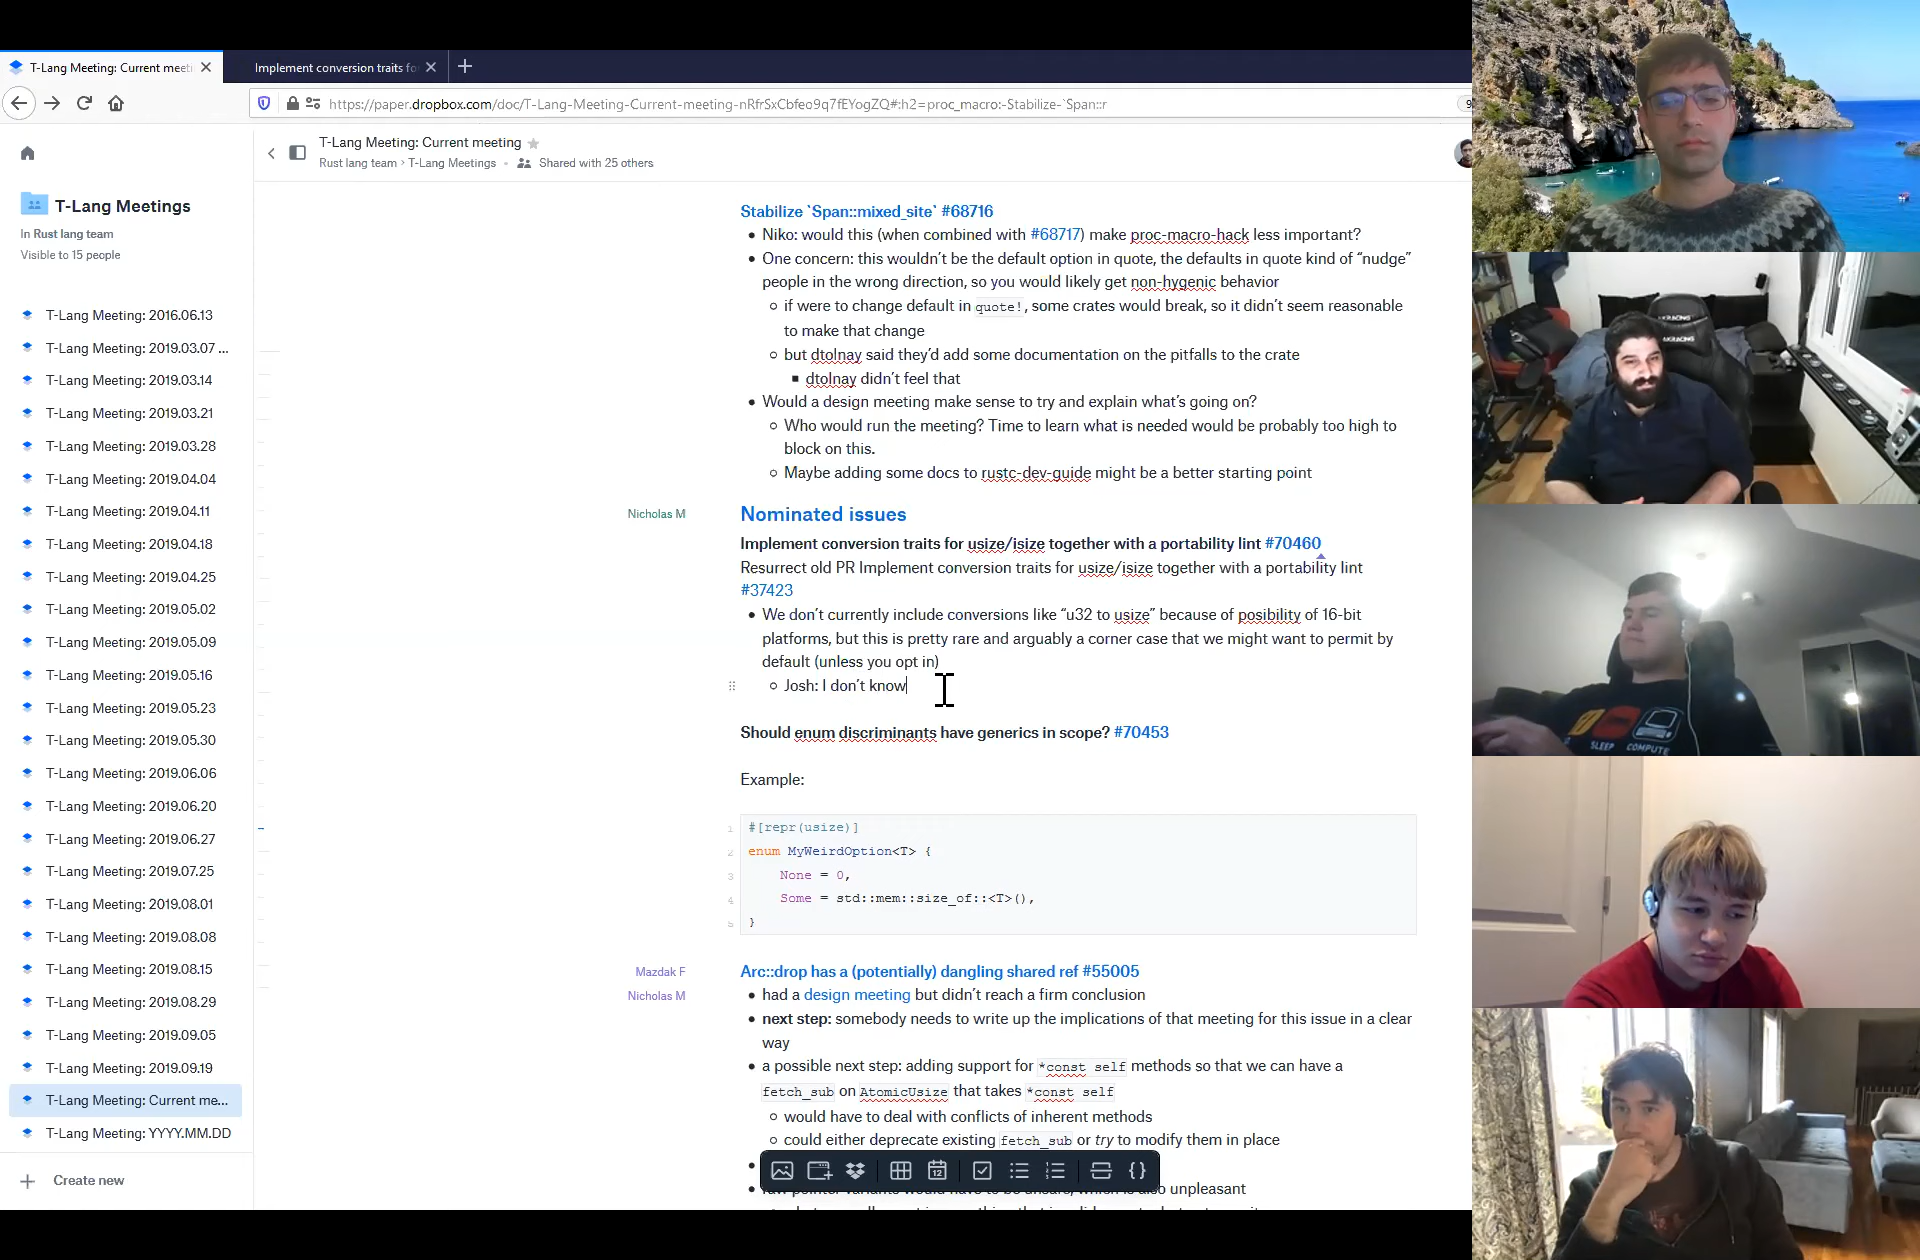 T-Lang Meeting: Current meeti
Implement conversion traits fo
https://paper.dropbox.com/doc/T-Lang-Meeting-Current-meeting-nRfrSxCbfeo9q7fEYogZQ#:h2=proc_macro:-Stabilize-`Span::r
T-Lang Meeting: Current meeting
Rust lang team › T-Lang Meetings • Shared with 25 others
T-Lang Meetings
In Rust lang team
Visible to 15 people
T-Lang Meeting: 2016.06.13
T-Lang Meeting: 2019.03.07 ...
T-Lang Meeting: 2019.03.14
T-Lang Meeting: 2019.03.21
T-Lang Meeting: 2019.03.28
T-Lang Meeting: 2019.04.04
T-Lang Meeting: 2019.04.11
T-Lang Meeting: 2019.04.18
T-Lang Meeting: 2019.04.25
T-Lang Meeting: 2019.05.02
T-Lang Meeting: 2019.05.09
T-Lang Meeting: 2019.05.16
T-Lang Meeting: 2019.05.23
T-Lang Meeting: 2019.05.30
T-Lang Meeting: 2019.06.06
T-Lang Meeting: 2019.06.20
T-Lang Meeting: 2019.06.27
T-Lang Meeting: 2019.07.25
T-Lang Meeting: 2019.08.01
T-Lang Meeting: 2019.08.08
T-Lang Meeting: 2019.08.15
T-Lang Meeting: 2019.08.29
T-Lang Meeting: 2019.09.05
T-Lang Meeting: 2019.09.19
T-Lang Meeting: Current me...
T-Lang Meeting: YYYY.MM.DD
Create new
Stabilize `Span::mixed_site` #68716
• Niko: would this (when combined with #68717) make proc-macro-hack less important?
• One concern: this wouldn't be the default option in quote, the defaults in quote kind of “nudge”
people in the wrong direction, so you would likely get non-hygenic behavior
○ if were to change default in quote!, some crates would break, so it didn't seem reasonable
to make that change
○ but dtolnay said they'd add some documentation on the pitfalls to the crate
▪ dtolnay didn't feel that
• Would a design meeting make sense to try and explain what's going on?
○ Who would run the meeting? Time to learn what is needed would be probably too high to
block on this.
○ Maybe adding some docs to rustc-dev-guide might be a better starting point
Nicholas M
Nominated issues
Implement conversion traits for usize/isize together with a portability lint #70460
Resurrect old PR Implement conversion traits for usize/isize together with a portability lint
#37423
• We don't currently include conversions like “u32 to usize” because of posibility of 16-bit
platforms, but this is pretty rare and arguably a corner case that we might want to permit by
default (unless you opt in)
○ Josh: I don't know
Should enum discriminants have generics in scope? #70453
Example:
1 #[repr(usize)]
2 enum MyWeirdOption<T> {
3 None = 0,
4 Some = std::mem::size_of::<T>(),
5 }
Mazdak F
Arc::drop has a (potentially) dangling shared ref #55005
Nicholas M
• had a design meeting but didn't reach a firm conclusion
• next step: somebody needs to write up the implications of that meeting for this issue in a clear
way
• a possible next step: adding support for *const self methods so that we can have a
fetch_sub on AtomicUsize that takes *const self
○ would have to deal with conflicts of inherent methods
○ could either deprecate existing fetch_sub or try to modify them in place
12
unpleasant
SLEEP COMPUTE